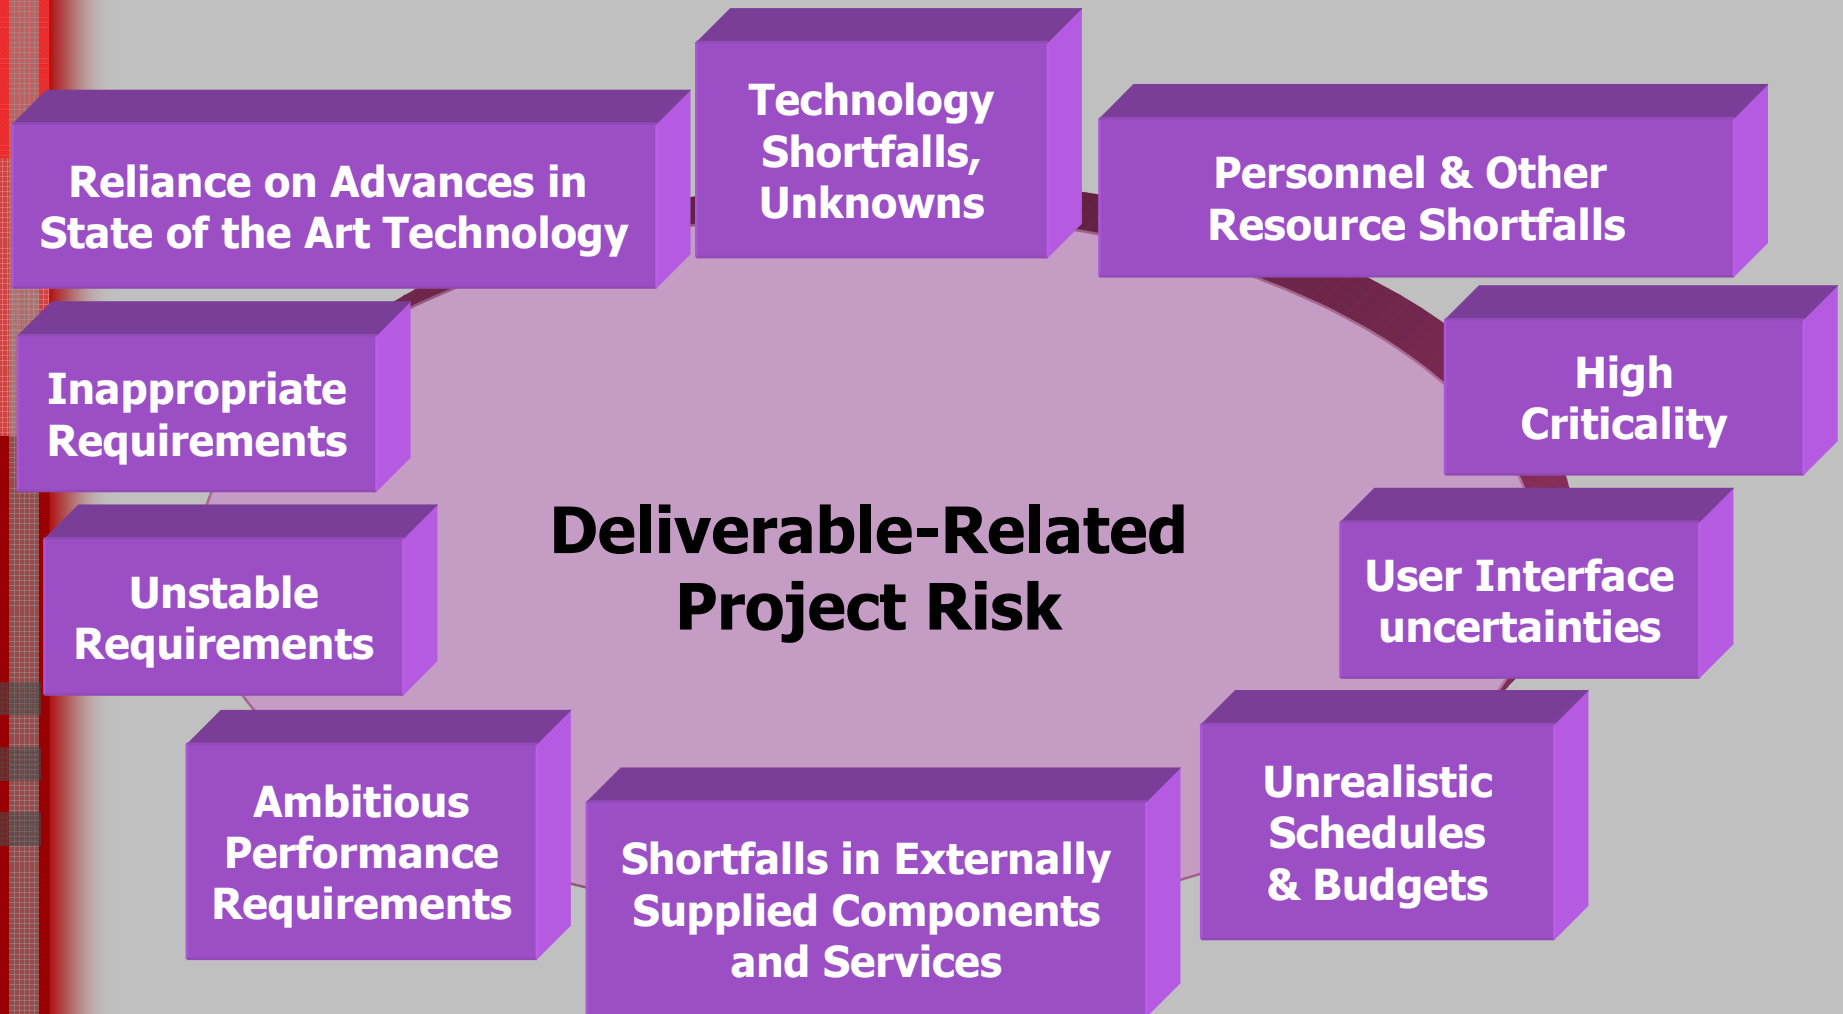 Technology
Shortfalls,
Unknowns
Reliance on Advances in
State of the Art Technology
Personnel & Other
Resource Shortfalls
Inappropriate
Requirements
High
Criticality
Deliverable-Related
Project Risk
Unstable
Requirements
User Interface
uncertainties
Ambitious
Performance
Requirements
Shortfalls in Externally
Supplied Components
and Services
Unrealistic
Schedules
& Budgets